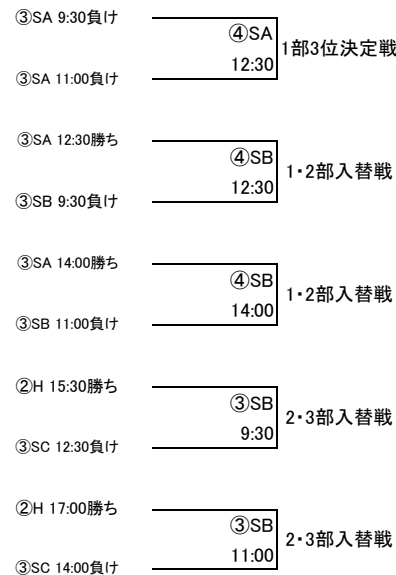 ③SA 9:30負け
④SA
1部3位決定戦
12:30
③SA 11:00負け
③SA 12:30勝ち
④SB
1・2部入替戦
12:30
③SB 9:30負け
③SA 14:00勝ち
④SB
1・2部入替戦
14:00
③SB 11:00負け
②H 15:30勝ち
③SB
2・3部入替戦
9:30
③SC 12:30負け
②H 17:00勝ち
③SB
2・3部入替戦
11:00
③SC 14:00負け